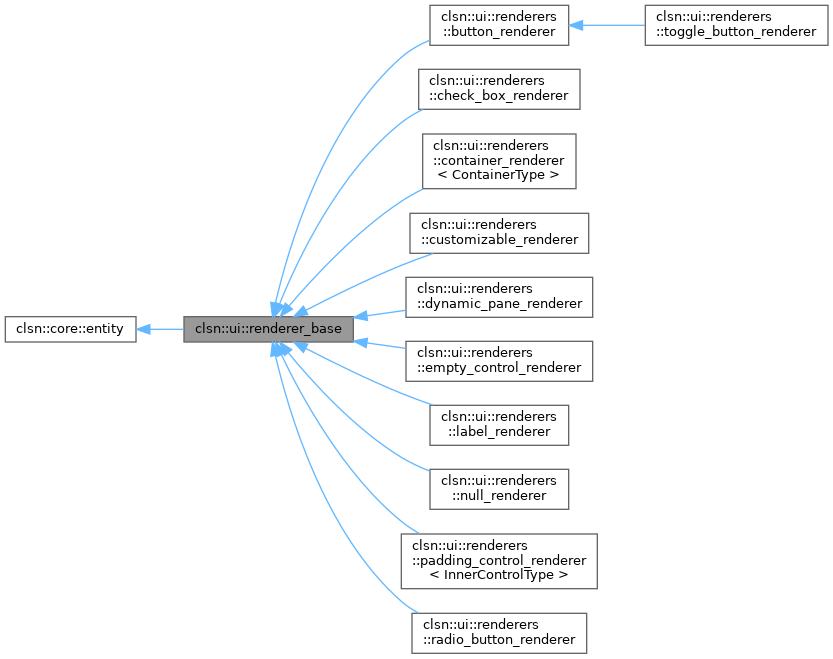 clsn::ui::renderers
::button_renderer
clsn::ui::renderers
::toggle_button_renderer
clsn::ui::renderers
::check_box_renderer
clsn::ui::renderers
::container_renderer
< ContainerType >
clsn::ui::renderers
::customizable_renderer
clsn::ui::renderers
::dynamic_pane_renderer
clsn::core::entity
clsn::ui::renderer_base
clsn::ui::renderers
::empty_control_renderer
clsn::ui::renderers
::label_renderer
clsn::ui::renderers
::null_renderer
clsn::ui::renderers
::padding_control_renderer
< InnerControlType >
clsn::ui::renderers
::radio_button_renderer